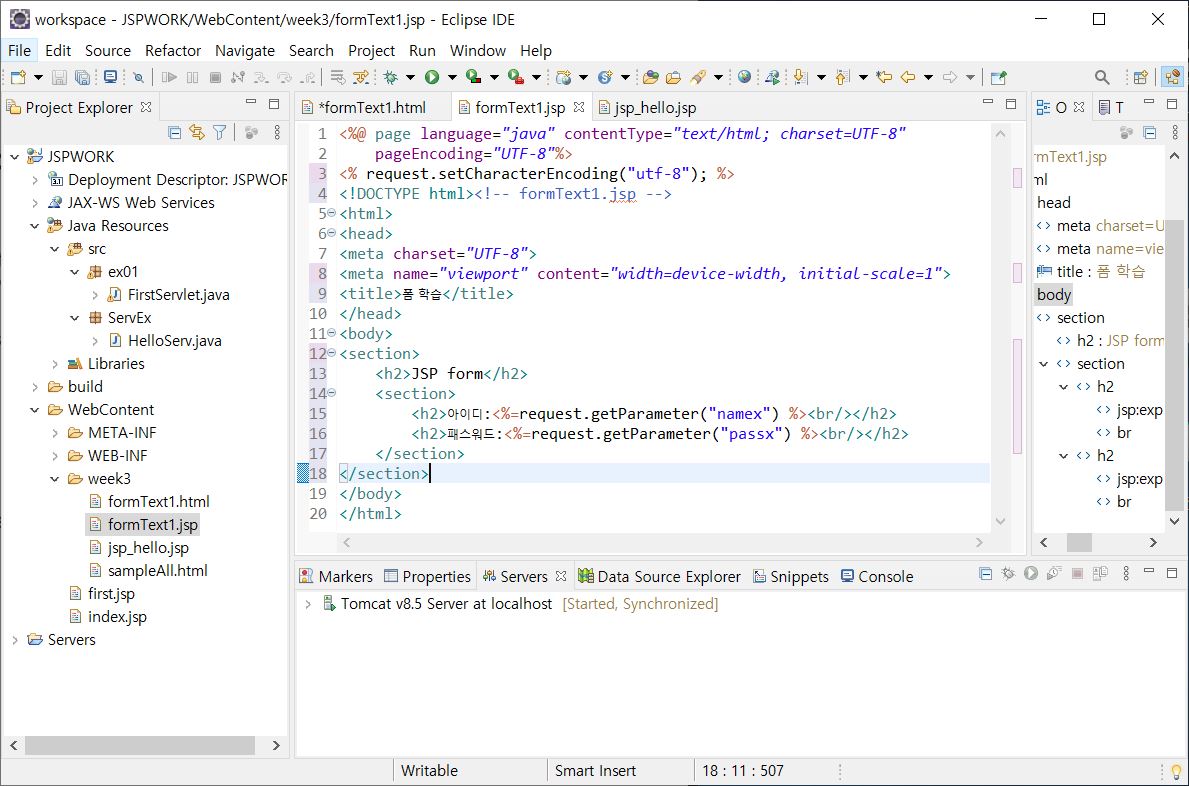 workspace - JSPWORK/WebContent/week3/formText1.jsp - Eclipse IDE
File Edit Source Refactor Navigate Search Project Run Window Help
Project Explorer
JSPWORK
Deployment Descriptor: JSPWOR
JAX-WS Web Services
Java Resources
src
ex01
FirstServlet.java
ServEx
HelloServ.java
Libraries
build
WebContent
META-INF
WEB-INF
week3
formText1.html
formText1.jsp
jsp_hello.jsp
sampleAll.html
first.jsp
index.jsp
Servers
*formText1.html formText1.jsp jsp_hello.jsp
1 <%@ page language="java" contentType="text/html; charset=UTF-8"
2 pageEncoding="UTF-8"%>
3 <% request.setCharacterEncoding("utf-8"); %>
4 <!DOCTYPE html><!-- formText1.jsp -->
5 <html>
6 <head>
7 <meta charset="UTF-8">
8 <meta name="viewport" content="width=device-width, initial-scale=1">
9 <title>폼 학습</title>
10 </head>
11 <body>
12 <section>
13 <h2>JSP form</h2>
14 <section>
15 <h2>아이디:<%=request.getParameter("namex") %><br/></h2>
16 <h2>패스워드:<%=request.getParameter("passx") %><br/></h2>
17 </section>
18 </section>
19 </body>
20 </html>
O T
rmText1.jsp
ml
head
meta charset=U
meta name=vie
title : 폼 학습
body
section
h2 : JSP form
section
h2
jsp:exp
br
h2
jsp:exp
br
Markers Properties Servers Data Source Explorer Snippets Console
Tomcat v8.5 Server at localhost [Started, Synchronized]
Writable Smart Insert 18 : 11 : 507